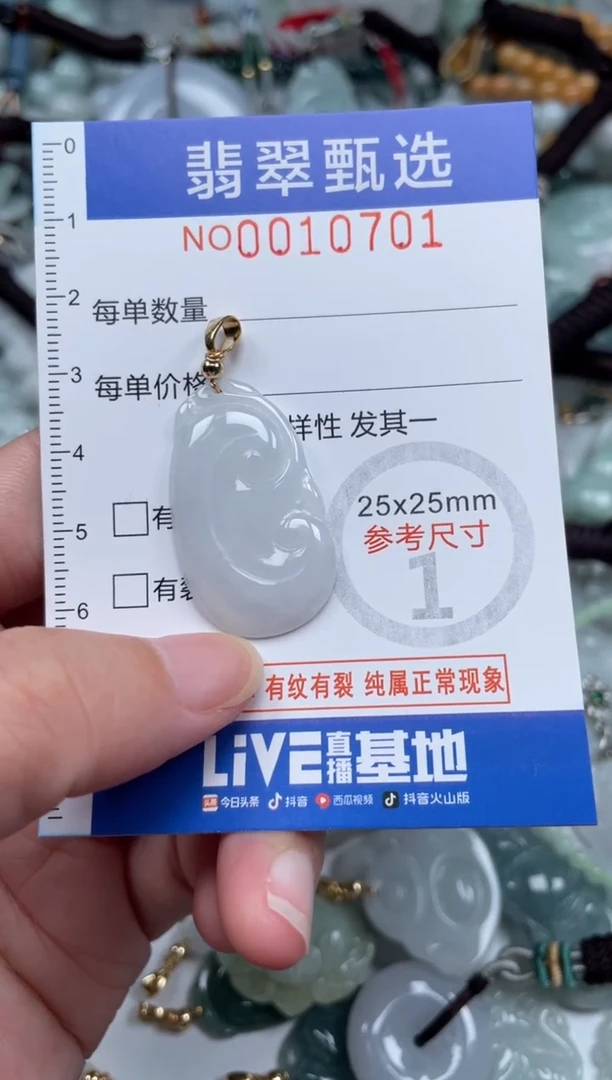 翡翠甄选
NO0010701
0
1
2
3
4
5
6
每单数量
每单价格
样性 发其一
有
有裂
25x25mm
参考尺寸
1
有纹有裂 纯属正常现象
LiVE直播基地
头条 今日头条 抖音 西瓜视频 抖音火山版